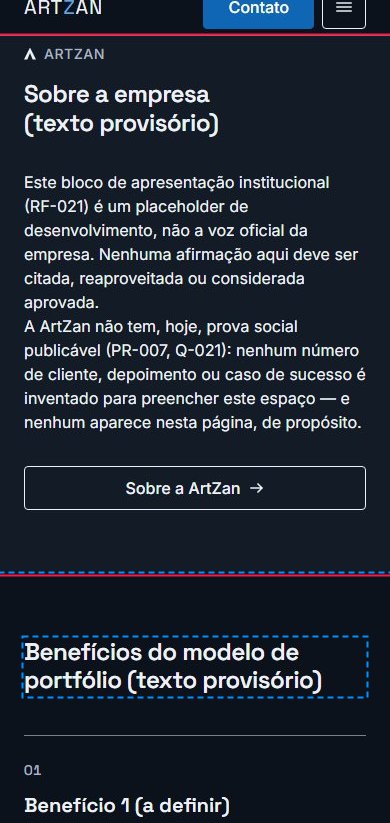 ARTZAN
Contato
ARTZAN
Sobre a empresa
(texto provisório)
Este bloco de apresentação institucional
(RF-021) é um placeholder de
desenvolvimento, não a voz oficial da
empresa. Nenhuma afirmação aqui deve ser
citada, reaproveitada ou considerada
aprovada.
A ArtZan não tem, hoje, prova social
publicável (PR-007, Q-021): nenhum número
de cliente, depoimento ou caso de sucesso é
inventado para preencher este espaço — e
nenhum aparece nesta página, de propósito.
Sobre a ArtZan →
Benefícios do modelo de
portfólio (texto provisório)
01
Benefício 1 (a definir)